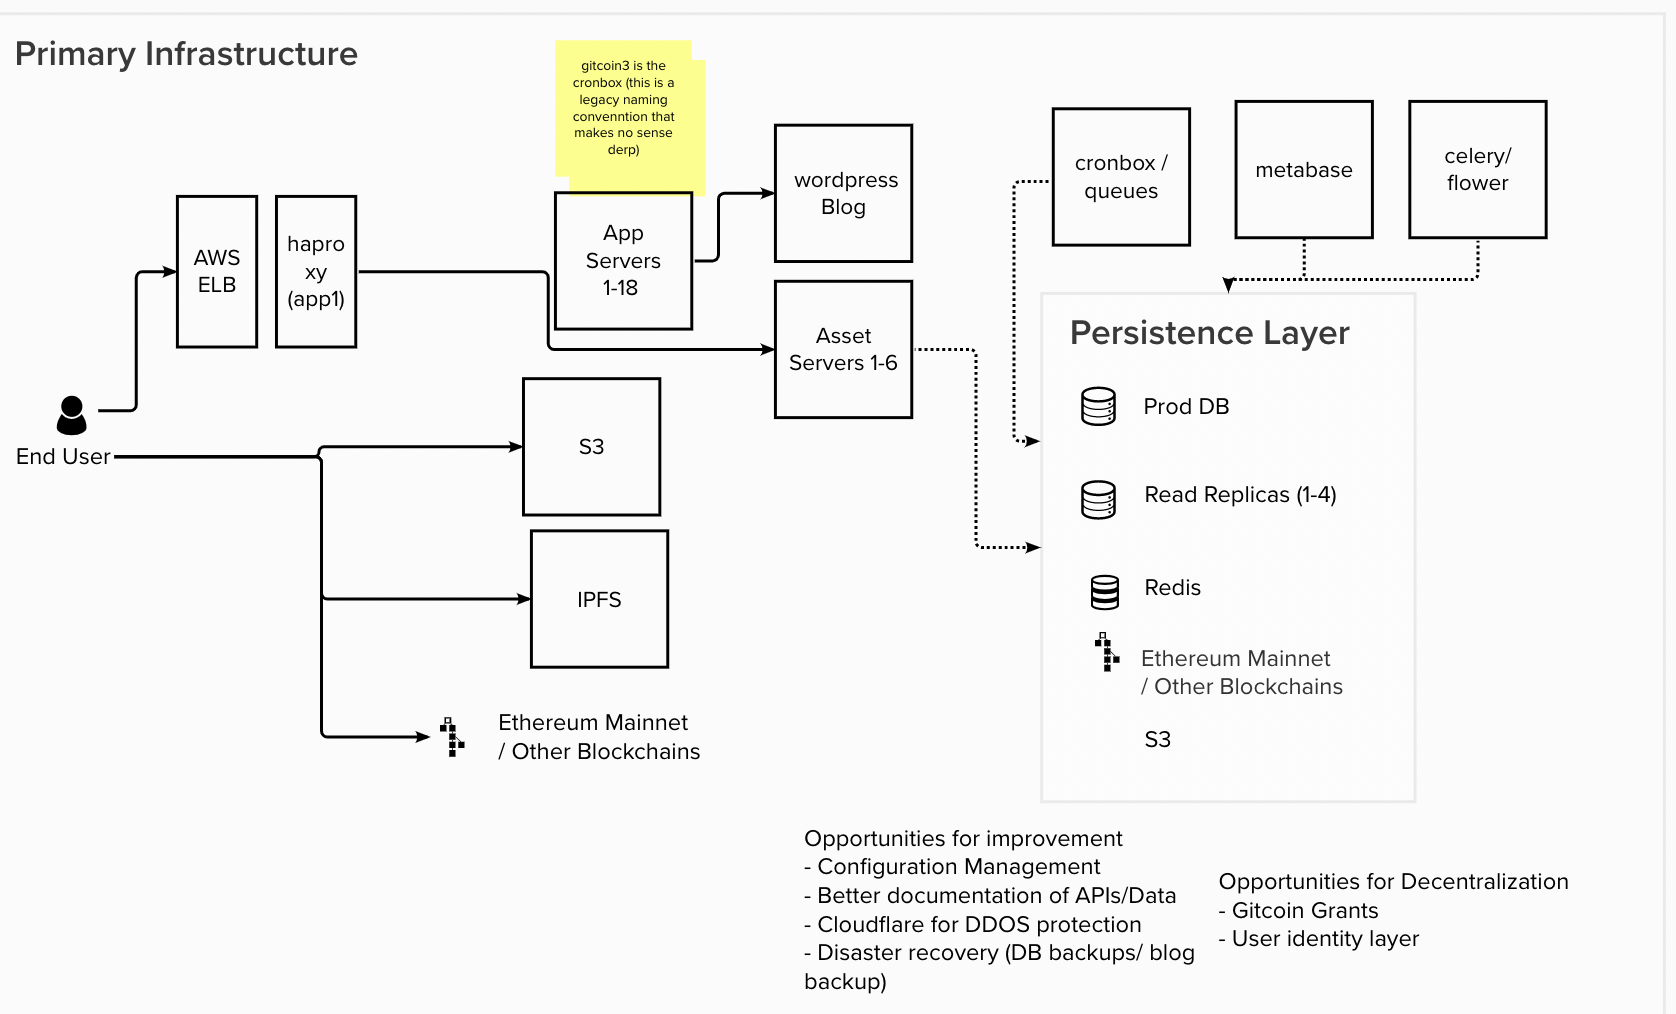 Primary Infrastructure
gitcoin3 is the
cronbox (this is a
legacy naming
convenntion that
makes no sense
derp)
AWS
ELB
hapro
xy
(app1)
App
Servers
1-18
wordpress
Blog
Asset
Servers 1-6
cronbox /
queues
metabase
celery/
flower
End User
S3
IPFS
Ethereum Mainnet
/ Other Blockchains
Persistence Layer
Prod DB
Read Replicas (1-4)
Redis
Ethereum Mainnet
/ Other Blockchains
S3
Opportunities for improvement
- Configuration Management
- Better documentation of APIs/Data
- Cloudflare for DDOS protection
- Disaster recovery (DB backups/ blog
backup)
Opportunities for Decentralization
- Gitcoin Grants
- User identity layer